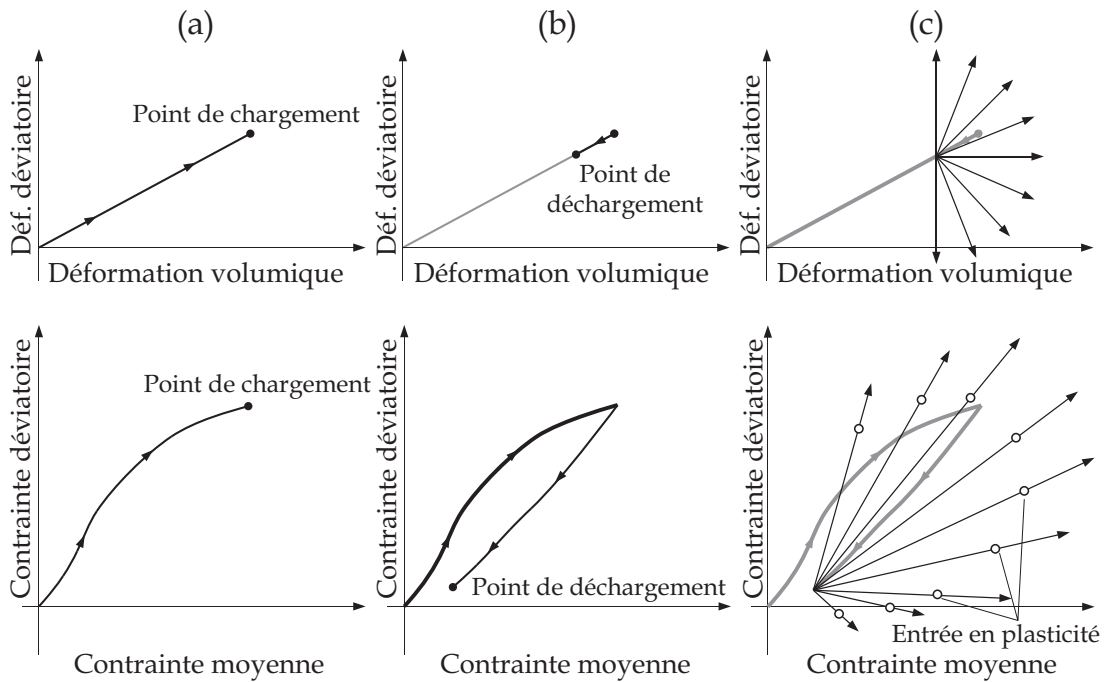 (a)
(b)
(c)
Déf. déviatoire
Point de chargement
Déformation volumique
Déf. déviatoire
Point de
déchargement
Déformation volumique
Déf. déviatoire
Déformation volumique
Contrainte déviatoire
Point de chargement
Contrainte moyenne
Contrainte déviatoire
Point de déchargement
Contrainte moyenne
Contrainte déviatoire
Entrée en plasticité
Contrainte moyenne